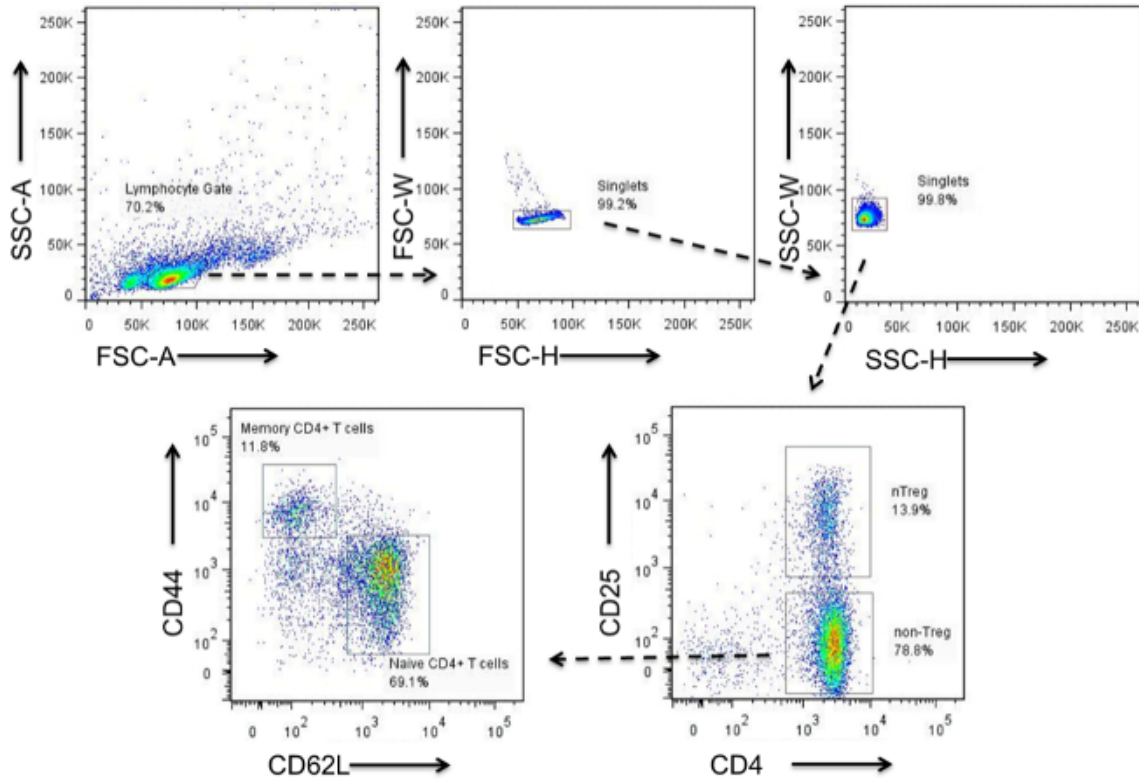 250K
200K
150K
100K
50K
0
SSC-A
Lymphocyte Gate
70.2%
0 50K 100K 150K 200K 250K
FSC-A
250K
200K
150K
100K
50K
0
FSC-W
Singlets
99.2%
0 50K 100K 150K 200K 250K
FSC-H
250K
200K
150K
100K
50K
0
SSC-W
Singlets
99.8%
0 50K 100K 150K 200K 250K
SSC-H
Memory CD4+ T cells
11.8%
10^5
10^4
10^3
10^2
0
CD44
Naive CD4+ T cells
69.1%
0 10^2 10^3 10^4 10^5
CD62L
10^5
10^4
10^3
10^2
0
CD25
nTreg
13.9%
non-Treg
78.8%
0 10^2 10^3 10^4 10^5
CD4